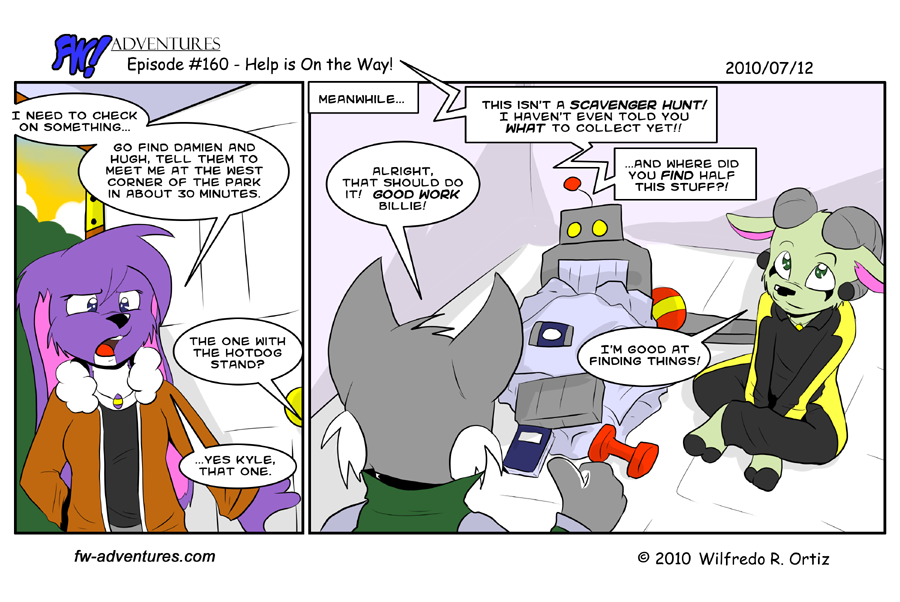 FW! ADVENTURES
Episode #160 - Help is On the Way!
2010/07/12
I NEED TO CHECK
ON SOMETHING...
GO FIND DAMIEN AND
HUGH, TELL THEM TO
MEET ME AT THE WEST
CORNER OF THE PARK
IN ABOUT 30 MINUTES.
THE ONE WITH
THE HOTDOG
STAND?
...YES KYLE,
THAT ONE.
MEANWHILE...
ALRIGHT,
THAT SHOULD DO
IT! GOOD WORK
BILLIE!
THIS ISN'T A SCAVENGER HUNT!
I HAVEN'T EVEN TOLD YOU
WHAT TO COLLECT YET!!
...AND WHERE DID
YOU FIND HALF
THIS STUFF?!
I'M GOOD AT
FINDING THINGS!
fw-adventures.com
© 2010 Wilfredo R. Ortiz